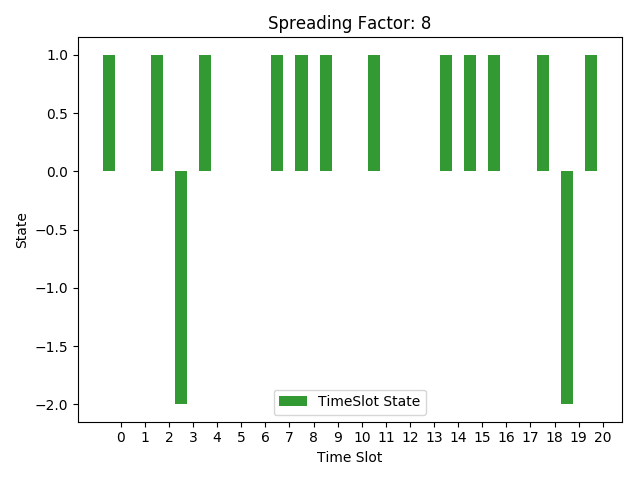 Spreading Factor: 8
1.0
0.5
0.0
−0.5
−1.0
−1.5
−2.0
State
TimeSlot State
0 1 2 3 4 5 6 7 8 9 10 11 12 13 14 15 16 17 18 19 20
Time Slot